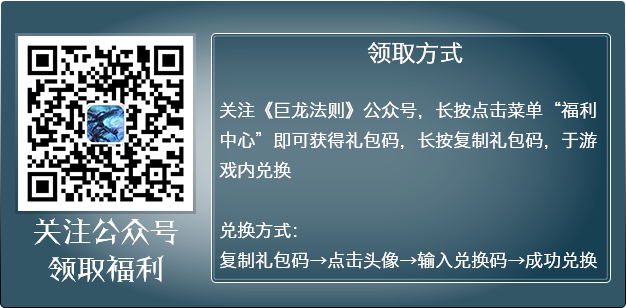 关注公众号
领取福利
领取方式
关注《巨龙法则》公众号，长按点击菜单“福利
中心”即可获得礼包码，长按复制礼包码，于游
戏内兑换
兑换方式：
复制礼包码→点击头像→输入兑换码→成功兑换